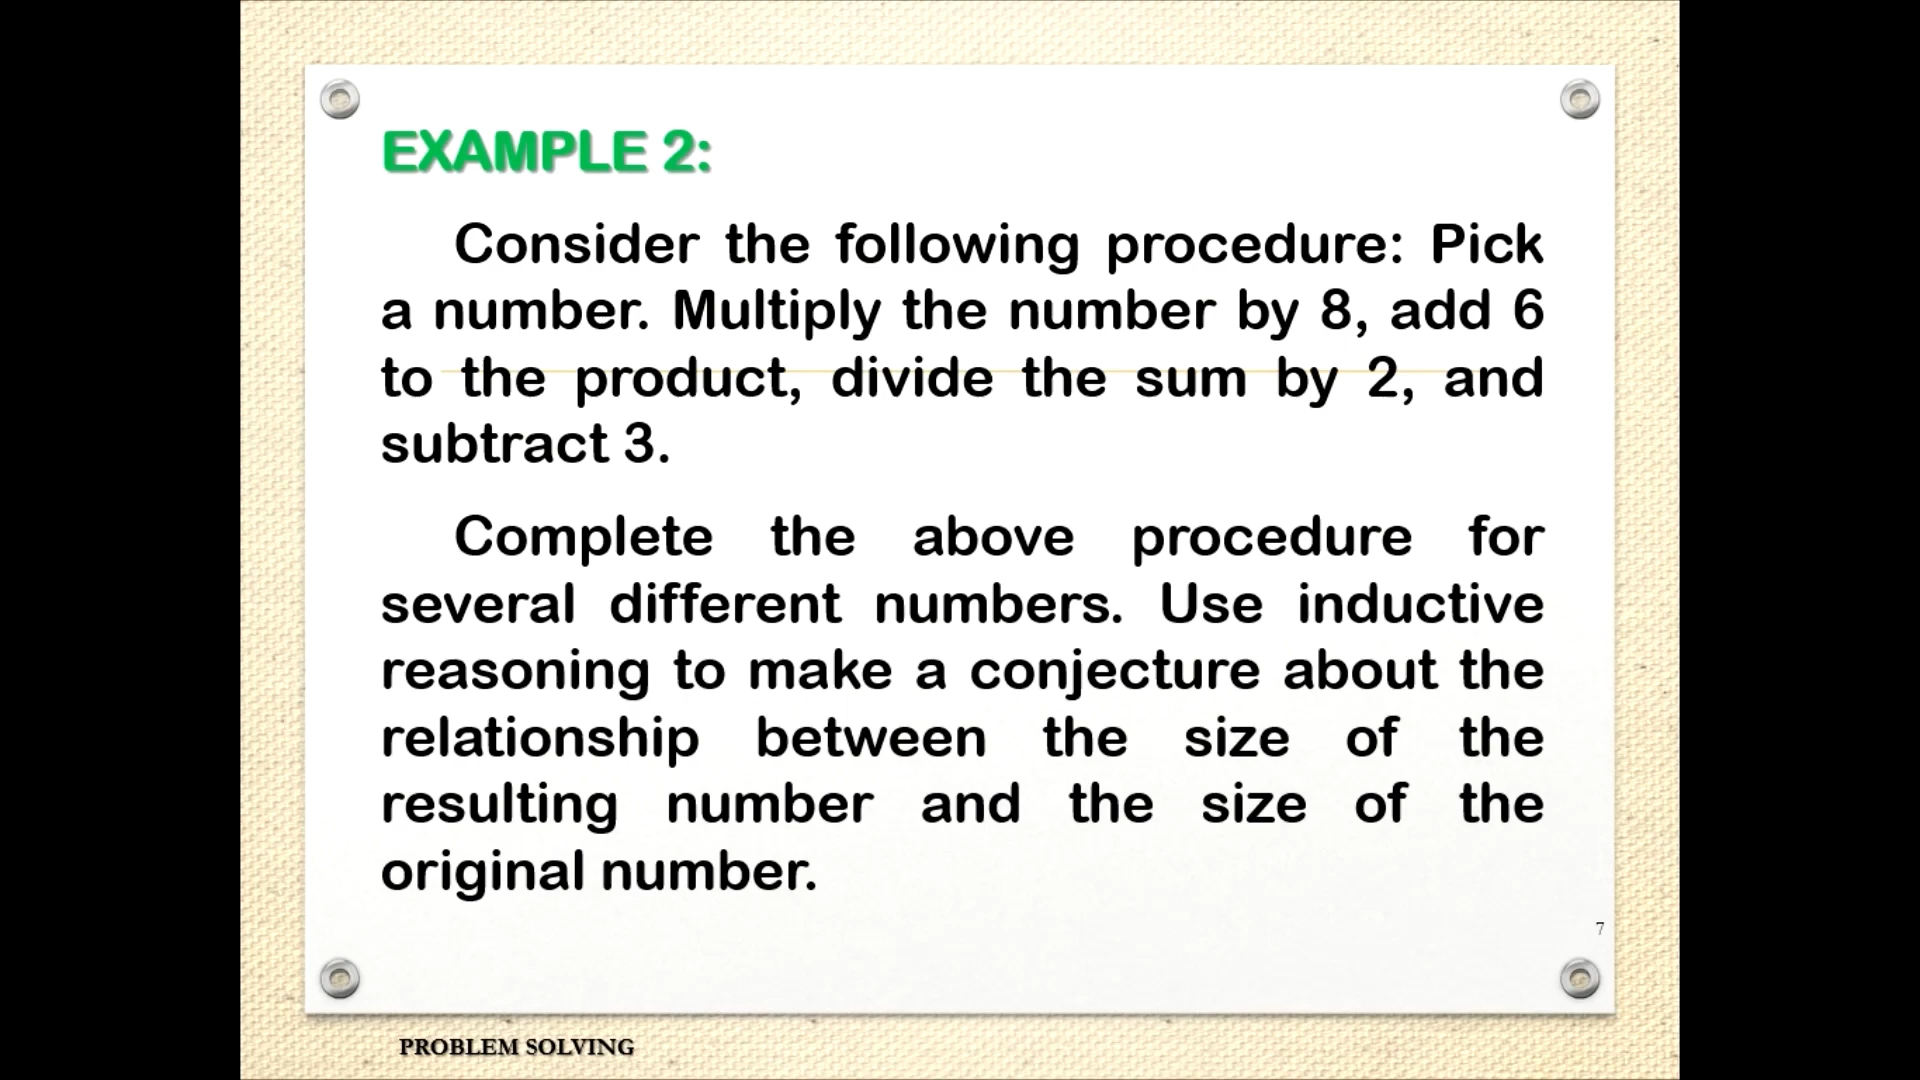 EXAMPLE 2:
Consider the following procedure: Pick
a number. Multiply the number by 8, add 6
to the product, divide the sum by 2, and
subtract 3.
Complete the above procedure for
several different numbers. Use inductive
reasoning to make a conjecture about the
relationship between the size of the
resulting number and the size of the
original number.
7
PROBLEM SOLVING